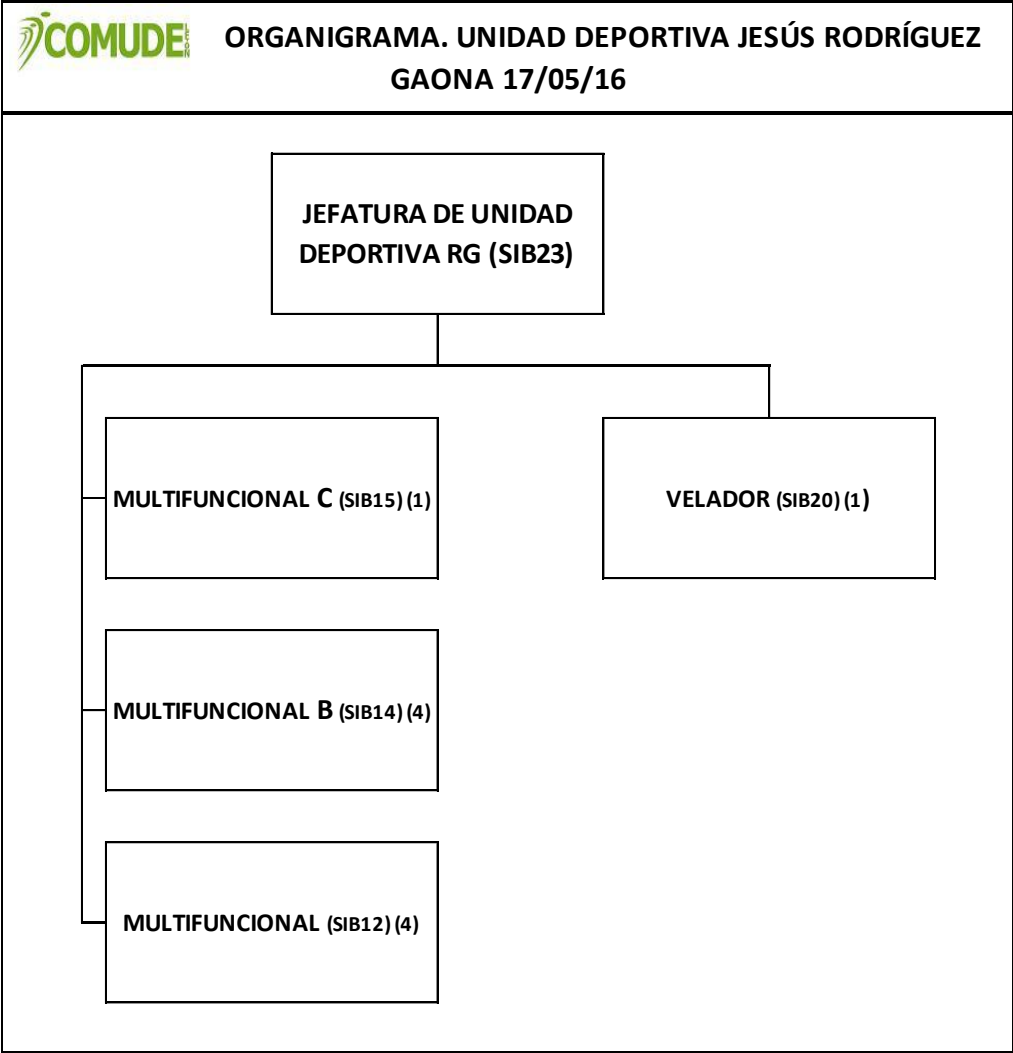 COMUDE LEÓN
ORGANIGRAMA. UNIDAD DEPORTIVA JESÚS RODRÍGUEZ
GAONA 17/05/16
JEFATURA DE UNIDAD
DEPORTIVA RG (SIB23)
MULTIFUNCIONAL C (SIB15) (1)
VELADOR (SIB20) (1)
MULTIFUNCIONAL B (SIB14) (4)
MULTIFUNCIONAL (SIB12) (4)